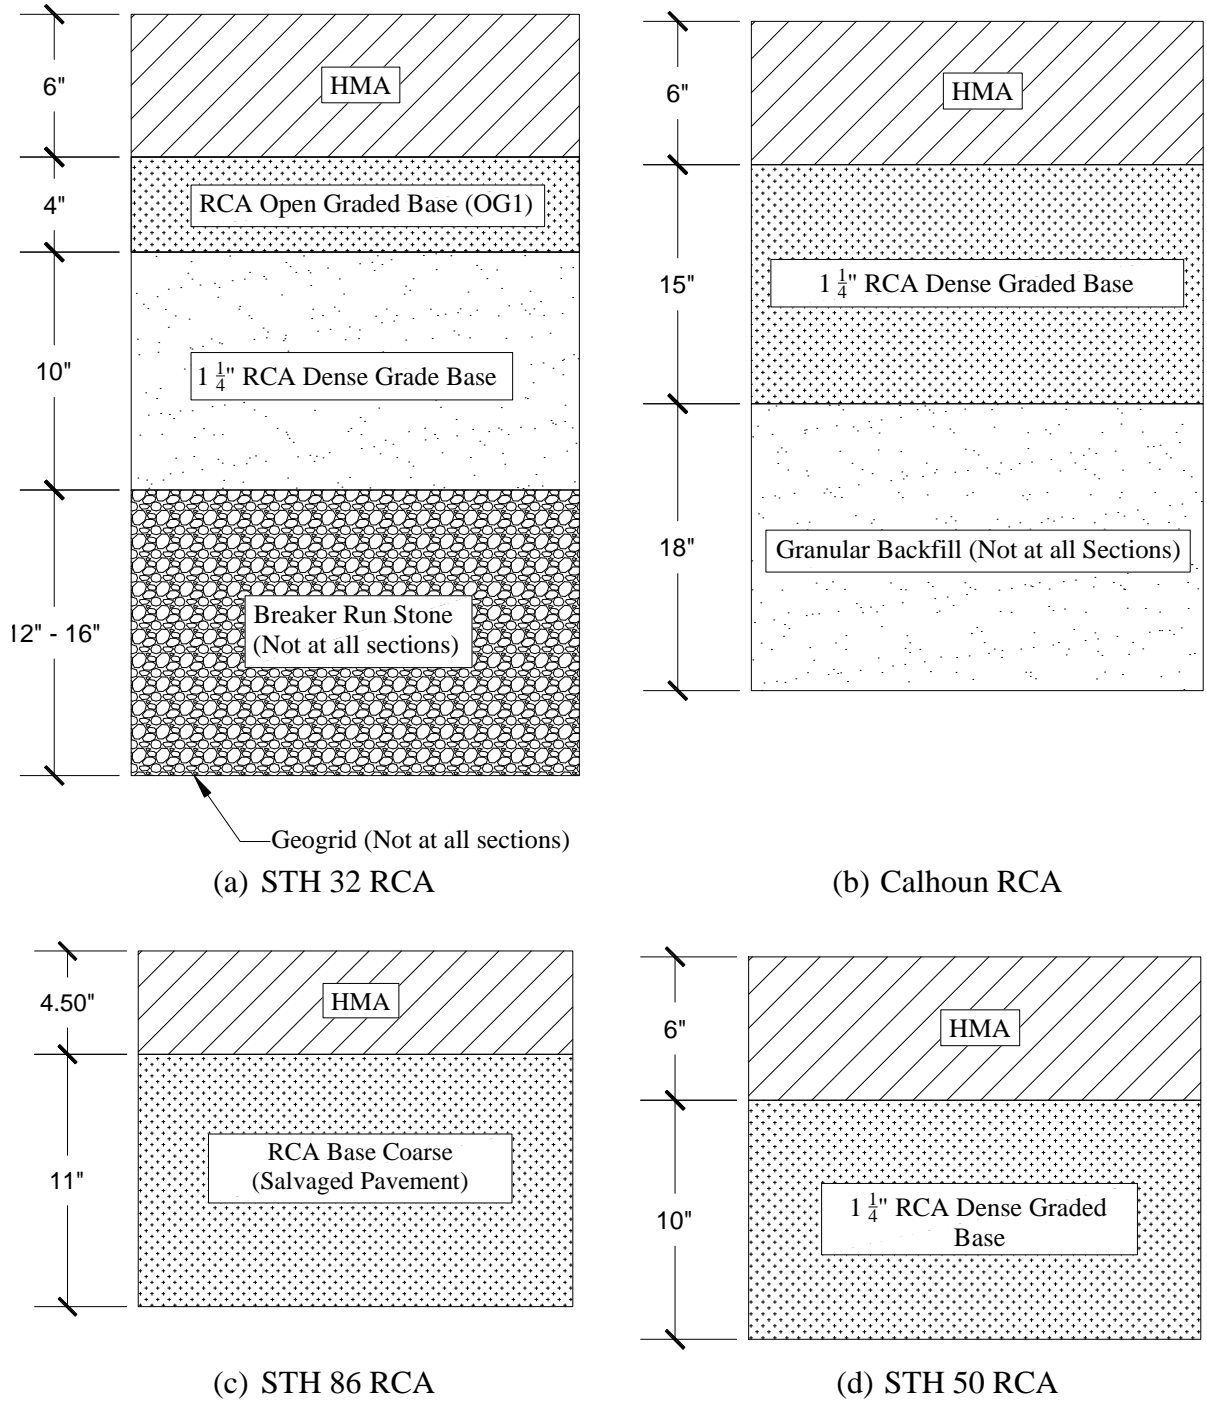 6"
HMA
4"
RCA Open Graded Base (OG1)
10"
1 1/4" RCA Dense Grade Base
12" - 16"
Breaker Run Stone
(Not at all sections)
Geogrid (Not at all sections)
(a) STH 32 RCA
6"
HMA
15"
1 1/4" RCA Dense Graded Base
18"
Granular Backfill (Not at all Sections)
(b) Calhoun RCA
4.50"
HMA
11"
RCA Base Coarse
(Salvaged Pavement)
(c) STH 86 RCA
6"
HMA
10"
1 1/4" RCA Dense Graded
Base
(d) STH 50 RCA